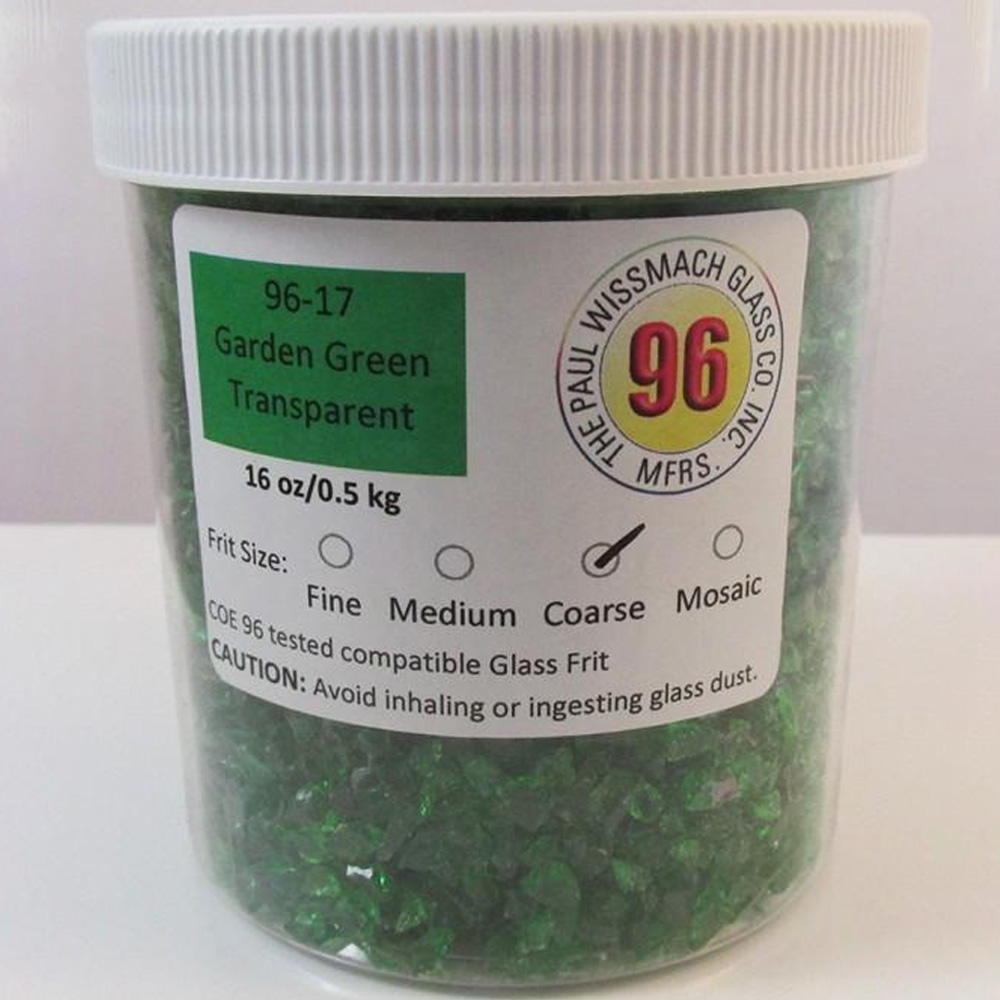 96-17
Garden Green
Transparent
16 oz/0.5 kg
THE PAUL WISSMACH GLASS CO. INC.
MFRS.
96
Frit Size:
Fine Medium Coarse Mosaic
COE 96 tested compatible Glass Frit
CAUTION: Avoid inhaling or ingesting glass dust.